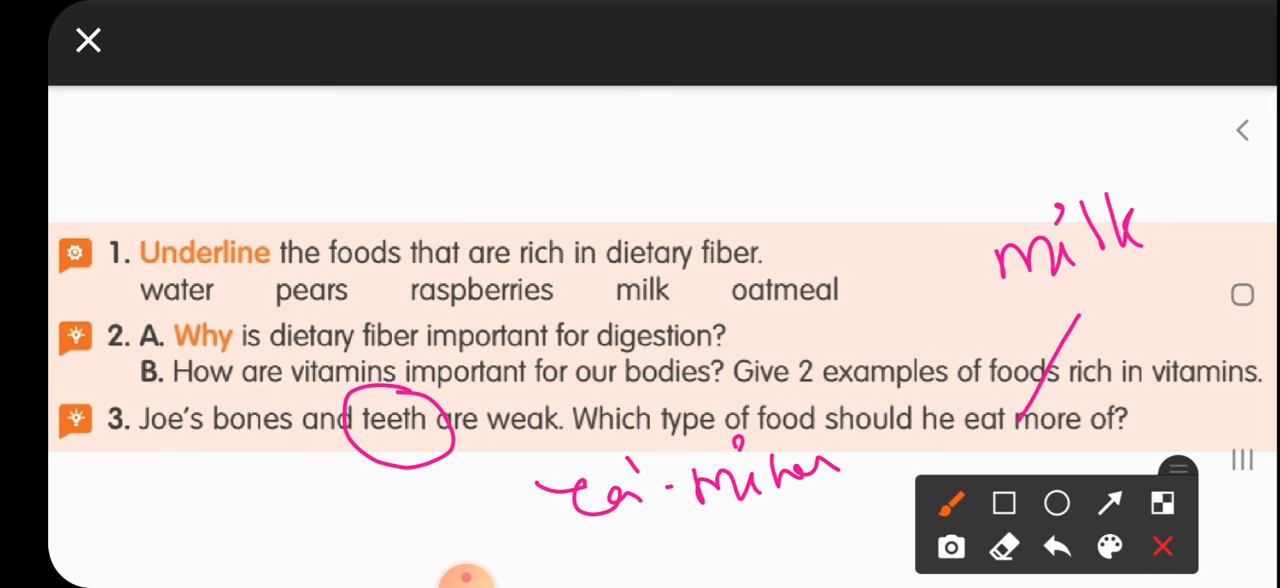 milk
1. Underline the foods that are rich in dietary fiber.
water pears raspberries milk oatmeal
2. A. Why is dietary fiber important for digestion?
B. How are vitamins important for our bodies? Give 2 examples of foods rich in vitamins.
3. Joe's bones and teeth are weak. Which type of food should he eat more of?